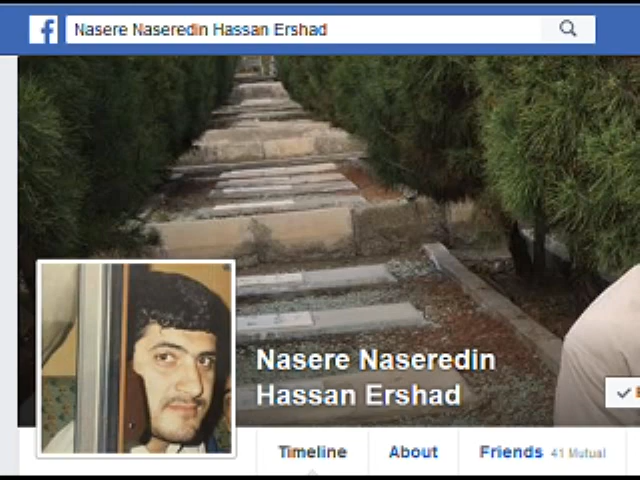 f Nasere Naseredin Hassan Ershad
Nasere Naseredin
Hassan Ershad
Timeline About Friends 41 Mutual